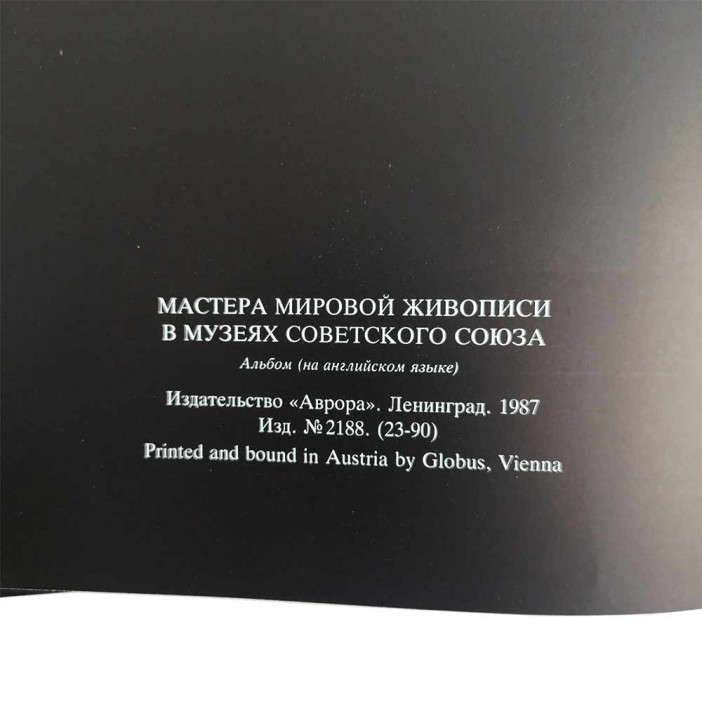 МАСТЕРА МИРОВОЙ ЖИВОПИСИ
В МУЗЕЯХ СОВЕТСКОГО СОЮЗА
Альбом (на английском языке)
Издательство «Аврора». Ленинград. 1987
Изд. № 2188. (23-90)
Printed and bound in Austria by Globus, Vienna